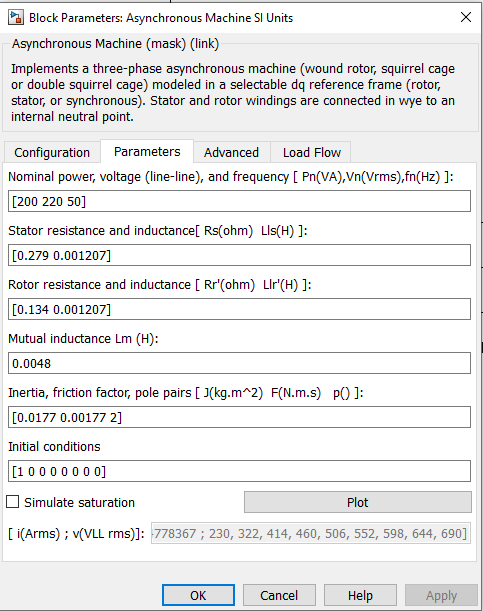 Block Parameters: Asynchronous Machine SI Units
Asynchronous Machine (mask) (link)
Implements a three-phase asynchronous machine (wound rotor, squirrel cage
or double squirrel cage) modeled in a selectable dq reference frame (rotor,
stator, or synchronous). Stator and rotor windings are connected in wye to an
internal neutral point.
Configuration Parameters Advanced Load Flow
Nominal power, voltage (line-line), and frequency [ Pn(VA),Vn(Vrms),fn(Hz) ]:
[200 220 50]
Stator resistance and inductance[ Rs(ohm)  Lls(H) ]:
[0.279 0.001207]
Rotor resistance and inductance [ Rr'(ohm)  Llr'(H) ]:
[0.134 0.001207]
Mutual inductance Lm (H):
0.0048
Inertia, friction factor, pole pairs [ J(kg.m^2)  F(N.m.s)   p() ]:
[0.0177 0.00177 2]
Initial conditions
[1 0 0 0 0 0 0 0]
Simulate saturation Plot
[ i(Arms) ; v(VLL rms)]: 778367 ; 230, 322, 414, 460, 506, 552, 598, 644, 690]
OK Cancel Help Apply